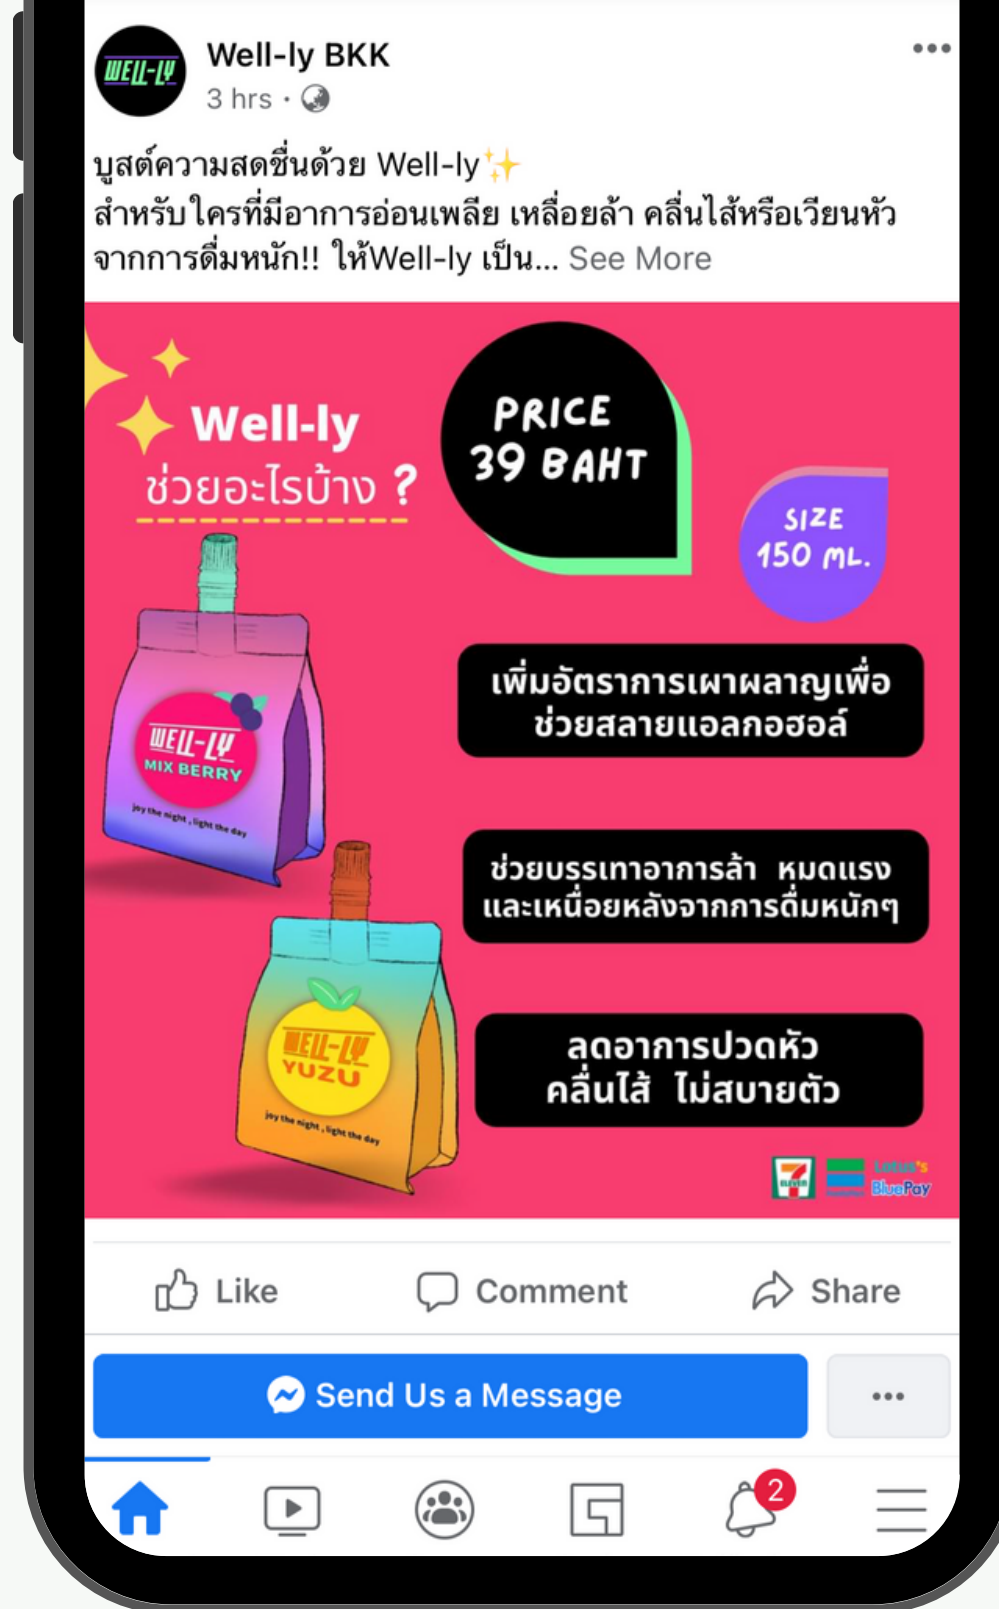 WELL-LY
Well-ly BKK
3 hrs ·
บูสต์ความสดชื่นด้วย Well-ly✨
สำหรับใครที่มีอาการอ่อนเพลีย เหลื่อยล้า คลื่นไส้หรือเวียนหัว
จากการดื่มหนัก!! ให้Well-ly เป็น... See More
Well-ly
ช่วยอะไรบ้าง ?
PRICE
39 BAHT
SIZE
150 ML.
เพิ่มอัตราการเผาผลาญเพื่อ
ช่วยสลายแอลกอฮอล์
WELL-LY
MIX BERRY
joy the night , light the day
ช่วยบรรเทาอาการล้า หมดแรง
และเหนื่อยหลังจากการดื่มหนักๆ
WELL-LY
YUZU
joy the night , light the day
ลดอาการปวดหัว
คลื่นไส้ ไม่สบายตัว
7
ELEVEN
Lotus's
BluePay
Like
Comment
Share
Send Us a Message
2